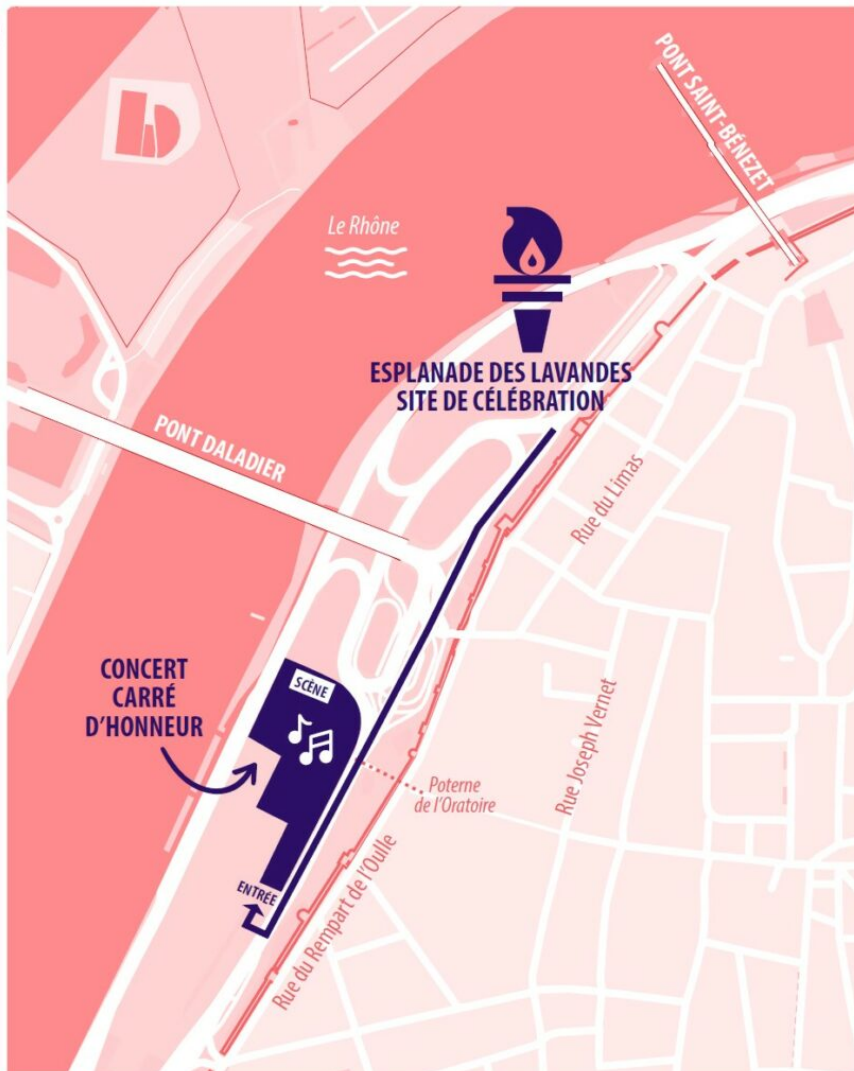 PONT SAINT-BÉNEZET
Le Rhône
ESPLANADE DES LAVANDES
SITE DE CÉLÉBRATION
PONT DALADIER
Rue du Limas
CONCERT
CARRÉ
D'HONNEUR
SCÈNE
Rue Joseph Vernet
Poterne
de l'Oratoire
ENTRÉE
Rue du Rempart de l'Oulle